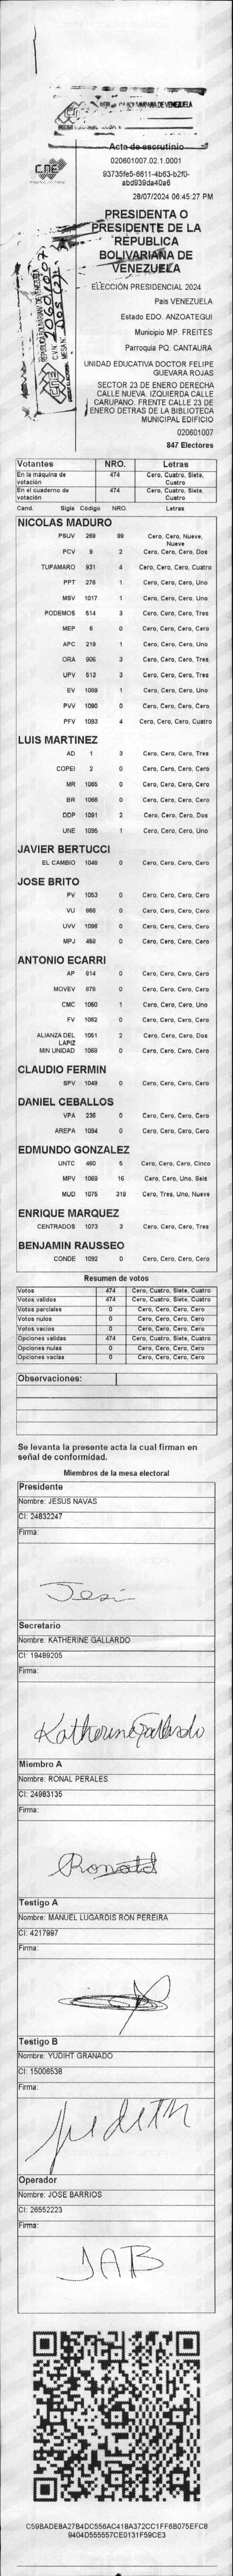 CNE
REPÚBLICA BOLIVARIANA DE VENEZUELA
Acta de escrutinio
020601007.02.1.0001
93735fe5-6611-4b63-b2f0-
abd939da40a6
28/07/2024 06:45:27 PM
PRESIDENTA O
PRESIDENTE DE LA
REPÚBLICA
BOLIVARIANA DE
VENEZUELA
ELECCIÓN PRESIDENCIAL 2024
Pais VENEZUELA
Estado EDO. ANZOATEGUI
Municipio MP. FREITES
Parroquia PQ. CANTAURA
UNIDAD EDUCATIVA DOCTOR FELIPE
GUEVARA ROJAS
SECTOR 23 DE ENERO DERECHA
CALLE NUEVA. IZQUIERDA CALLE
CARUPANO. FRENTE CALLE 23 DE
ENERO DETRAS DE LA BIBLIOTECA
MUNICIPAL EDIFICIO
020601007
847 Electores
Votantes NRO. Letras
En la máquina de votación 474 Cero, Cuatro, Siete, Cuatro
En el cuaderno de votación 474 Cero, Cuatro, Siete, Cuatro
Cand. Sigla Código NRO. Letras
NICOLAS MADURO
PSUV 269 99 Cero, Cero, Nueve, Nueve
PCV 9 2 Cero, Cero, Cero, Dos
TUPAMARO 931 4 Cero, Cero, Cero, Cuatro
PPT 276 1 Cero, Cero, Cero, Uno
MSV 1017 1 Cero, Cero, Cero, Uno
PODEMOS 514 3 Cero, Cero, Cero, Tres
MEP 6 0 Cero, Cero, Cero, Cero
APC 219 1 Cero, Cero, Cero, Uno
ORA 906 3 Cero, Cero, Cero, Tres
UPV 513 3 Cero, Cero, Cero, Tres
EV 1089 1 Cero, Cero, Cero, Uno
PVV 1090 0 Cero, Cero, Cero, Cero
PFV 1093 4 Cero, Cero, Cero, Cuatro
LUIS MARTINEZ
AD 1 3 Cero, Cero, Cero, Tres
COPEI 2 0 Cero, Cero, Cero, Cero
MR 1065 0 Cero, Cero, Cero, Cero
BR 1066 0 Cero, Cero, Cero, Cero
DDP 1091 2 Cero, Cero, Cero, Dos
UNE 1095 1 Cero, Cero, Cero, Uno
JAVIER BERTUCCI
EL CAMBIO 1048 0 Cero, Cero, Cero, Cero
JOSE BRITO
PV 1053 0 Cero, Cero, Cero, Cero
VU 868 0 Cero, Cero, Cero, Cero
UVV 1096 0 Cero, Cero, Cero, Cero
MPJ 458 0 Cero, Cero, Cero, Cero
ANTONIO ECARRI
AP 914 0 Cero, Cero, Cero, Cero
MOVEV 979 0 Cero, Cero, Cero, Cero
CMC 1050 1 Cero, Cero, Cero, Uno
FV 1062 0 Cero, Cero, Cero, Cero
ALIANZA DEL LAPIZ 1051 2 Cero, Cero, Cero, Dos
MIN UNIDAD 1058 0 Cero, Cero, Cero, Cero
CLAUDIO FERMIN
SPV 1049 0 Cero, Cero, Cero, Cero
DANIEL CEBALLOS
VPA 236 0 Cero, Cero, Cero, Cero
AREPA 1094 0 Cero, Cero, Cero, Cero
EDMUNDO GONZALEZ
UNTC 460 5 Cero, Cero, Cero, Cinco
MPV 1069 16 Cero, Cero, Uno, Seis
MUD 1075 319 Cero, Tres, Uno, Nueve
ENRIQUE MARQUEZ
CENTRADOS 1073 3 Cero, Cero, Cero, Tres
BENJAMIN RAUSSEO
CONDE 1092 0 Cero, Cero, Cero, Cero
Resumen de votos
Votos 474 Cero, Cuatro, Siete, Cuatro
Votos validos 474 Cero, Cuatro, Siete, Cuatro
Votos parciales 0 Cero, Cero, Cero, Cero
Votos nulos 0 Cero, Cero, Cero, Cero
Votos vacios 0 Cero, Cero, Cero, Cero
Opciones validas 474 Cero, Cuatro, Siete, Cuatro
Opciones nulas 0 Cero, Cero, Cero, Cero
Opciones vacias 0 Cero, Cero, Cero, Cero
Observaciones:
Se levanta la presente acta la cual firman en
señal de conformidad.
Miembros de la mesa electoral
Presidente
Nombre: JESUS NAVAS
CI: 24832247
Firma:
Jesi
Secretario
Nombre: KATHERINE GALLARDO
CI: 19489205
Firma:
Katherine Gallardo
Miembro A
Nombre: RONAL PERALES
CI: 24983135
Firma:
Ronald
Testigo A
Nombre: MANUEL LUGARDIS RON PEREIRA
CI: 4217997
Firma:
Testigo B
Nombre: YUDIHT GRANADO
CI: 15006538
Firma:
Judith
Operador
Nombre: JOSE BARRIOS
CI: 26552223
Firma:
JAB
C59BADE8A27B4DC556AC418A372CC1FF6B075EFC8
9404D555557CE0131F59CE3